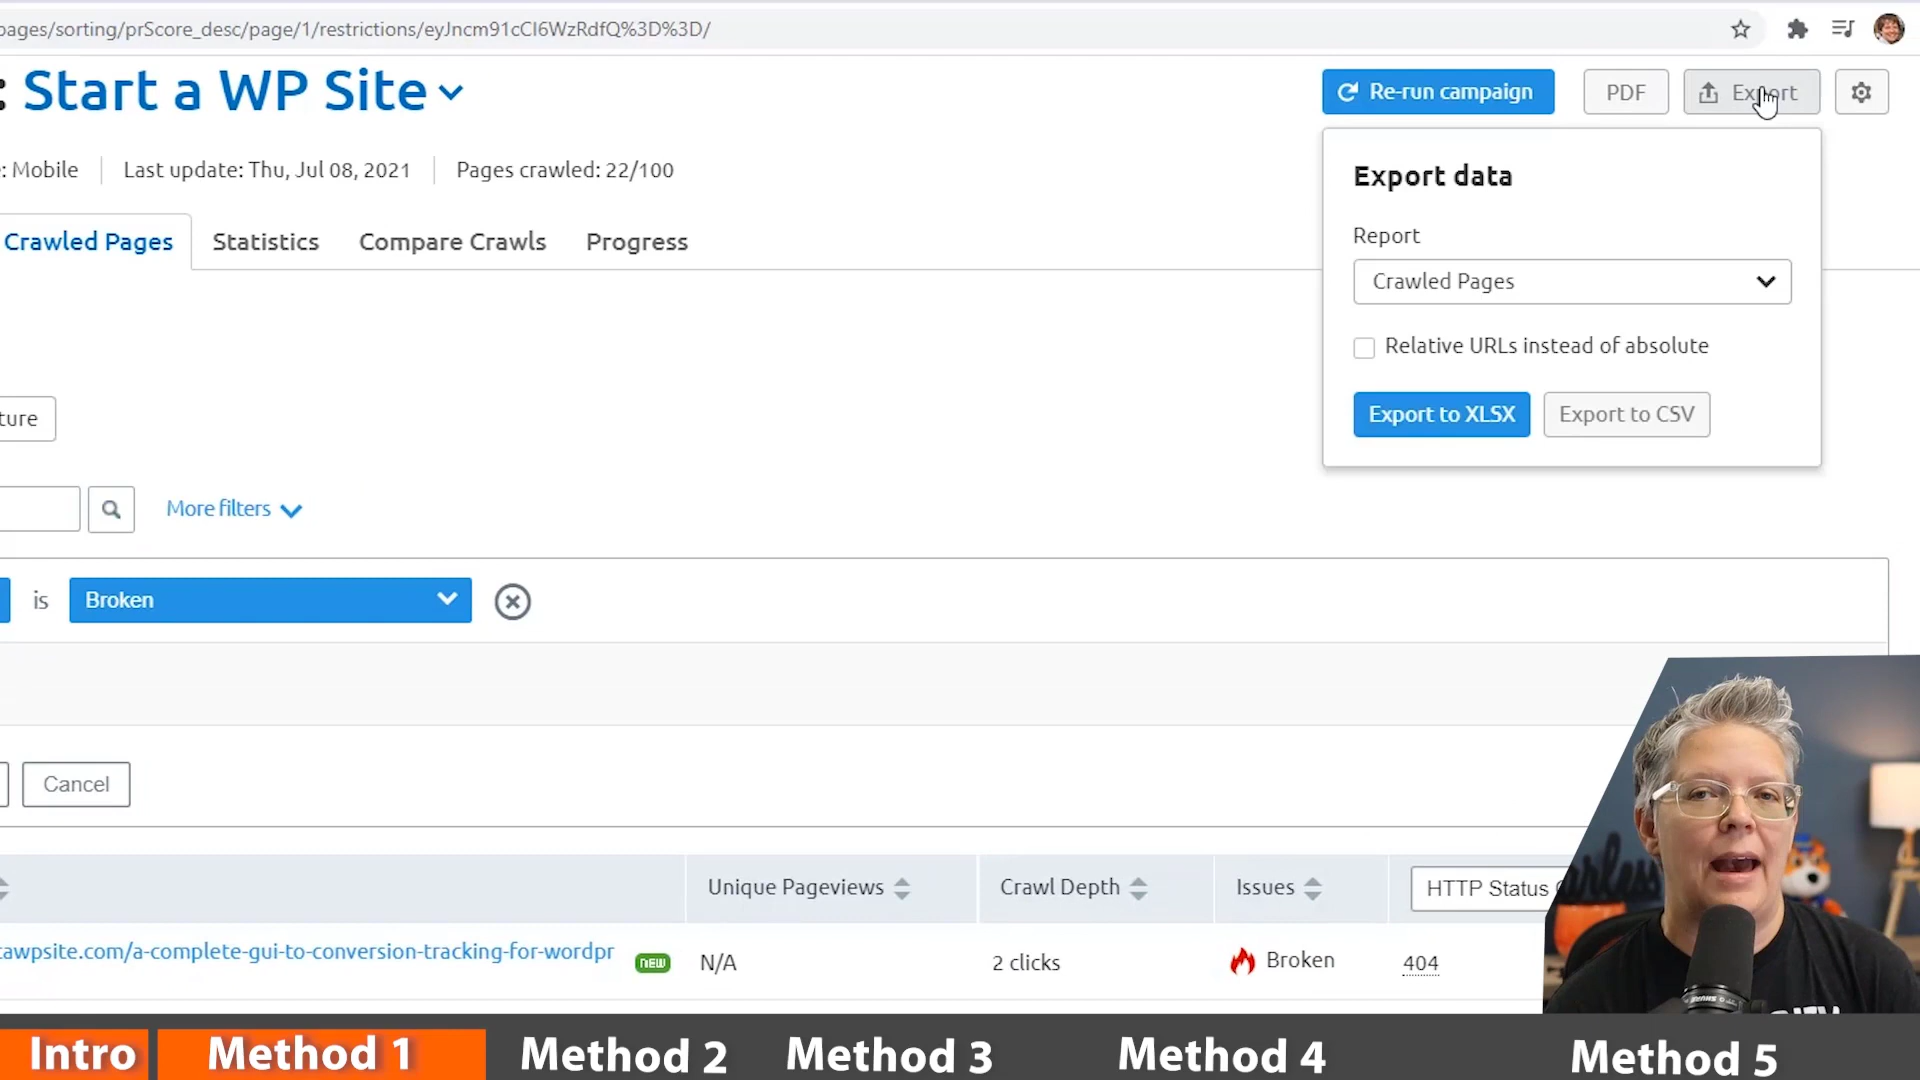 pages/sorting/prScore_desc/page/1/restrictions/eyJncm91cCI6WzRdfQ%3D%3D/
: Start a WP Site
Re-run campaign
PDF
Export
: Mobile
Last update: Thu, Jul 08, 2021
Pages crawled: 22/100
Export data
Report
Crawled Pages
Relative URLs instead of absolute
Export to XLSX
Export to CSV
Crawled Pages
Statistics
Compare Crawls
Progress
ture
More filters
is
Broken
Cancel
Unique Pageviews
Crawl Depth
Issues
HTTP Status
tawpsite.com/a-complete-gui-to-conversion-tracking-for-wordpr
new
N/A
2 clicks
Broken
404
SHURE
Intro
Method 1
Method 2
Method 3
Method 4
Method 5